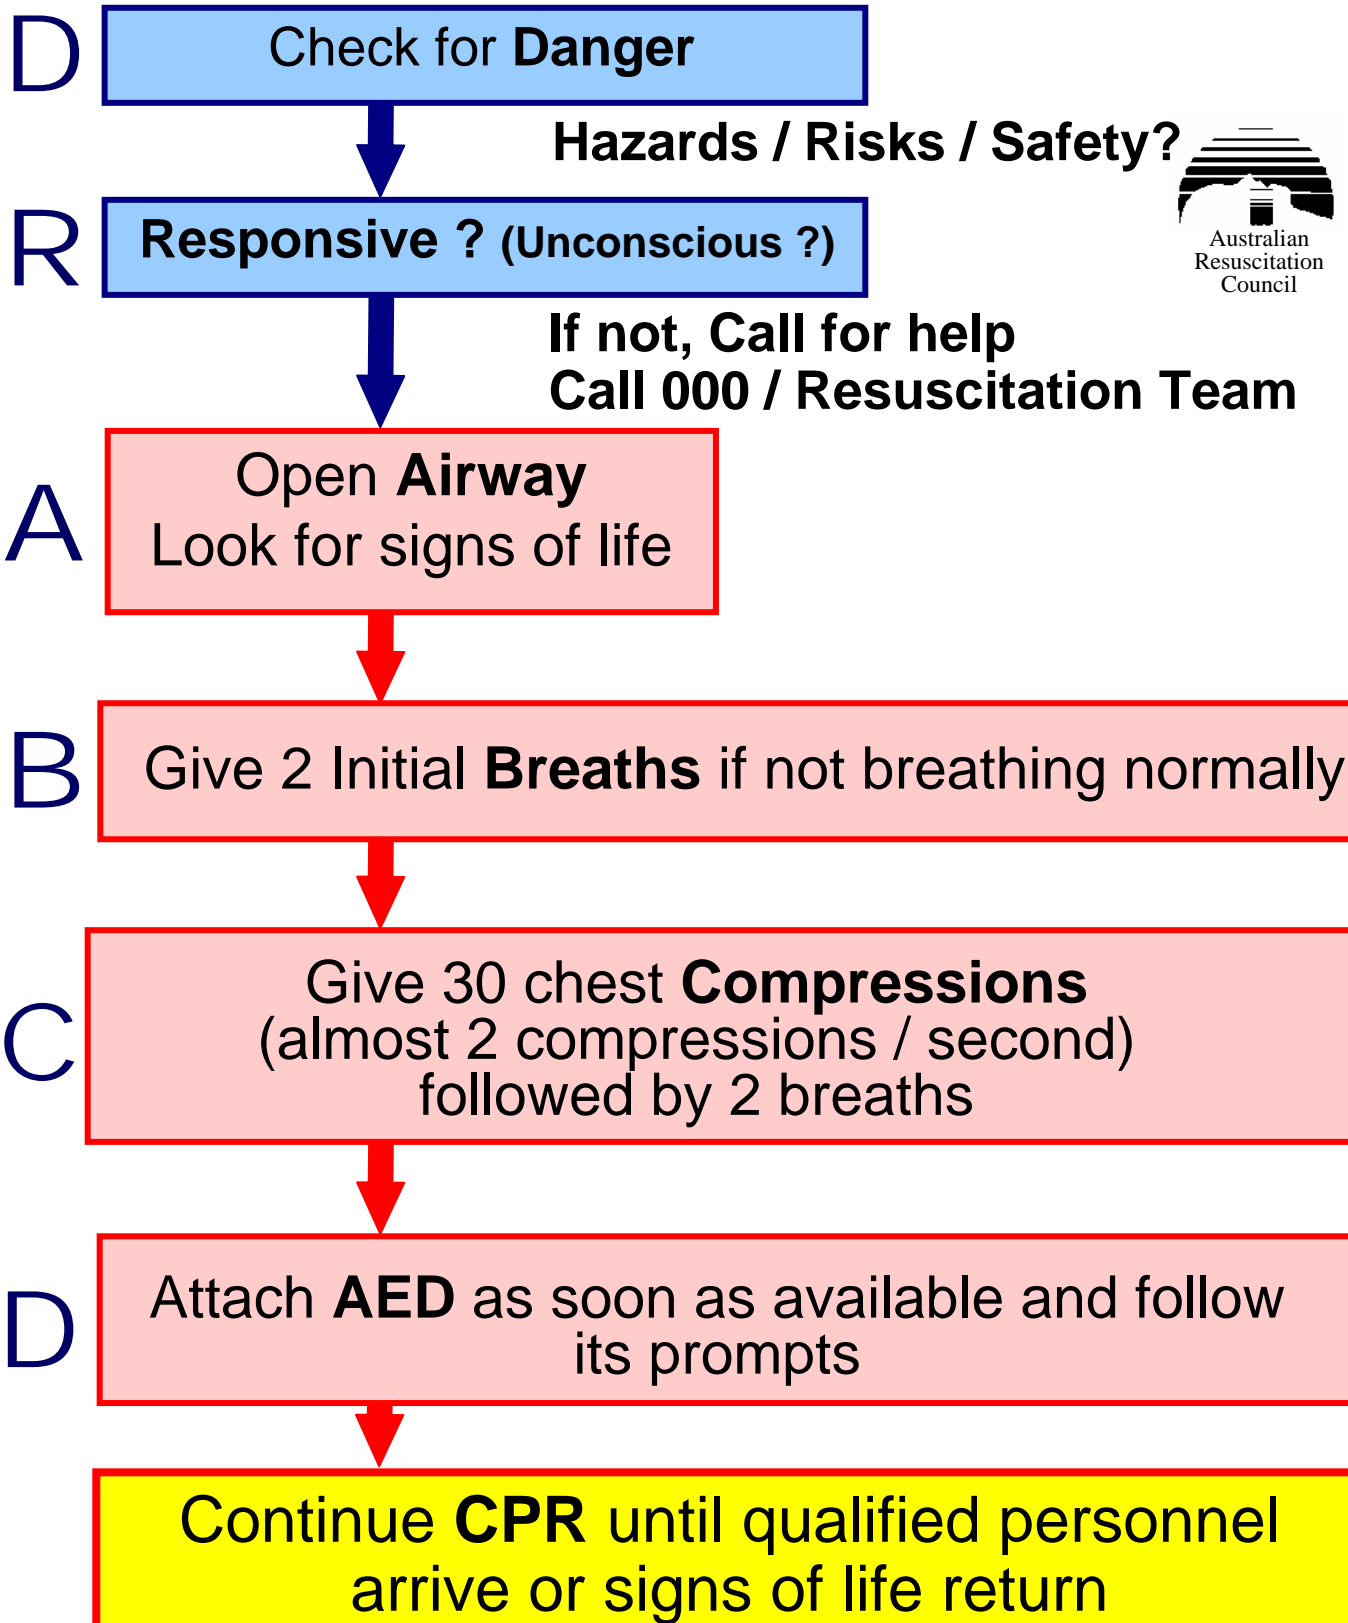 D
Check for Danger
Hazards / Risks / Safety?
Australian
Resuscitation
Council
R
Responsive ? (Unconscious ?)
If not, Call for help
Call 000 / Resuscitation Team
A
Open Airway
Look for signs of life
B
Give 2 Initial Breaths if not breathing normally
C
Give 30 chest Compressions
(almost 2 compressions / second)
followed by 2 breaths
D
Attach AED as soon as available and follow
its prompts
Continue CPR until qualified personnel
arrive or signs of life return